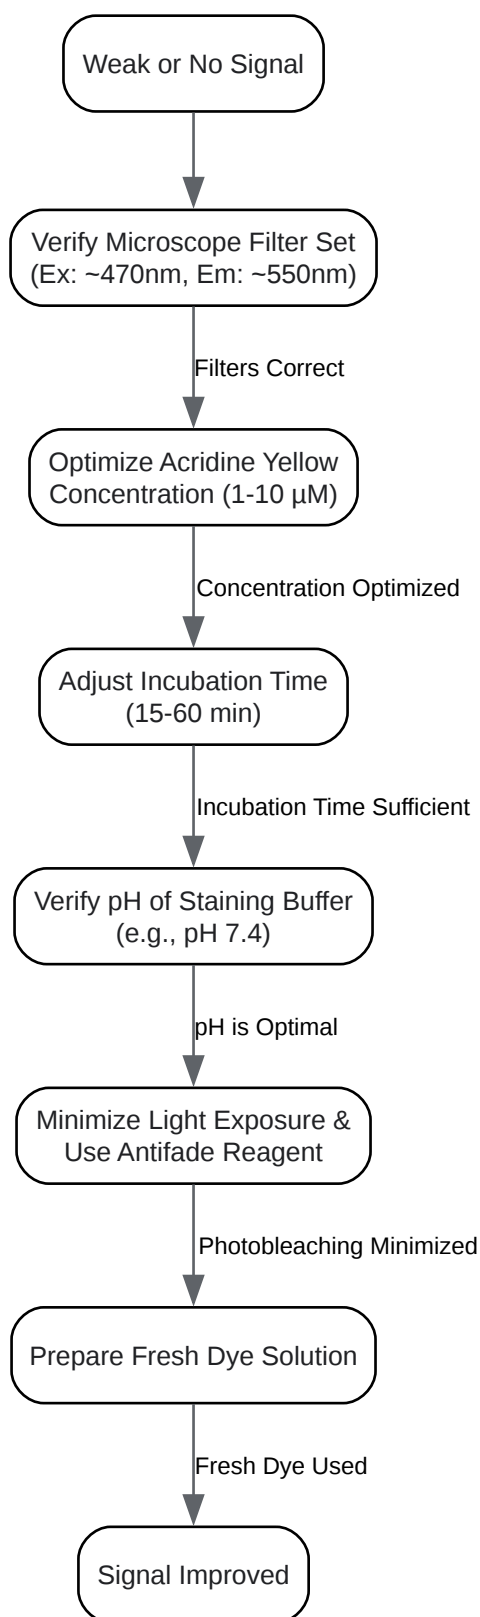 Weak or No Signal
Verify Microscope Filter Set
(Ex: ~470nm, Em: ~550nm)
Filters Correct
Optimize Acridine Yellow
Concentration (1-10 µM)
Concentration Optimized
Adjust Incubation Time
(15-60 min)
Incubation Time Sufficient
Verify pH of Staining Buffer
(e.g., pH 7.4)
pH is Optimal
Minimize Light Exposure &
Use Antifade Reagent
Photobleaching Minimized
Prepare Fresh Dye Solution
Fresh Dye Used
Signal Improved